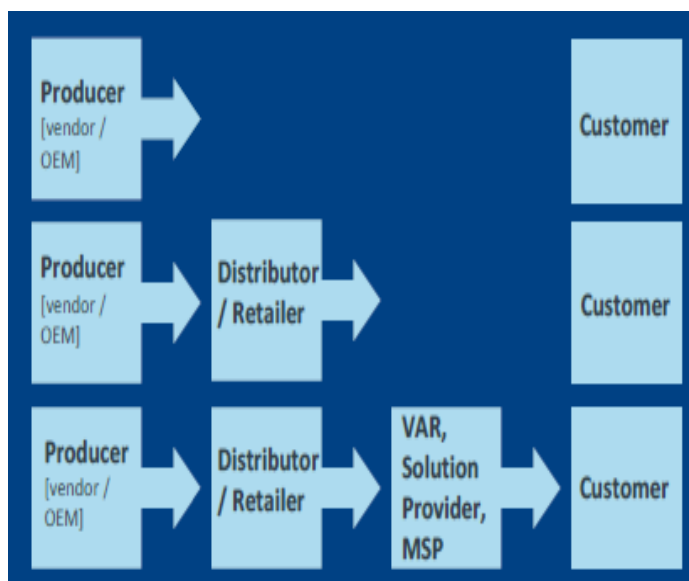 Producer
[vendor /
OEM]
Customer
Producer
[vendor /
OEM]
Distributor
/ Retailer
Customer
Producer
[vendor /
OEM]
Distributor
/ Retailer
VAR,
Solution
Provider,
MSP
Customer